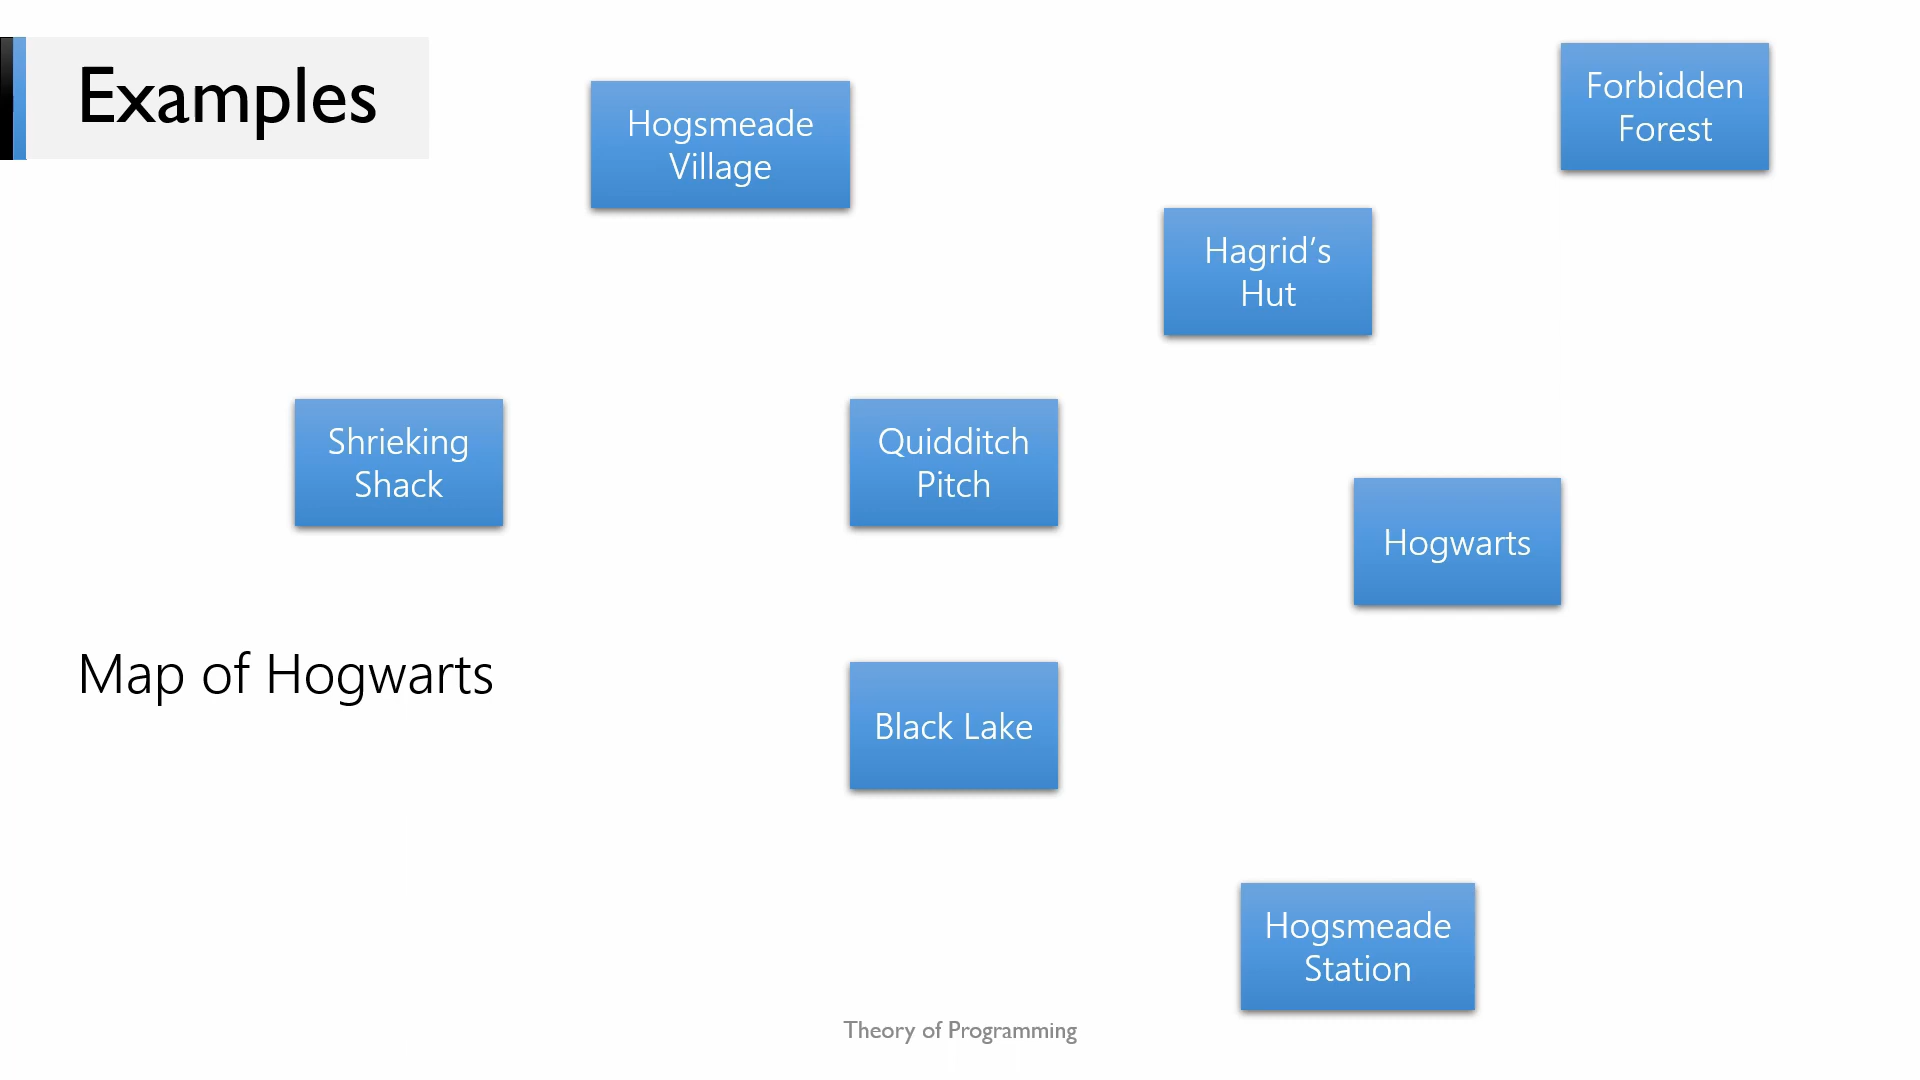 Examples
Hogsmeade
Village
Forbidden
Forest
Hagrid’s
Hut
Shrieking
Shack
Quidditch
Pitch
Hogwarts
Map of Hogwarts
Black Lake
Hogsmeade
Station
Theory of Programming